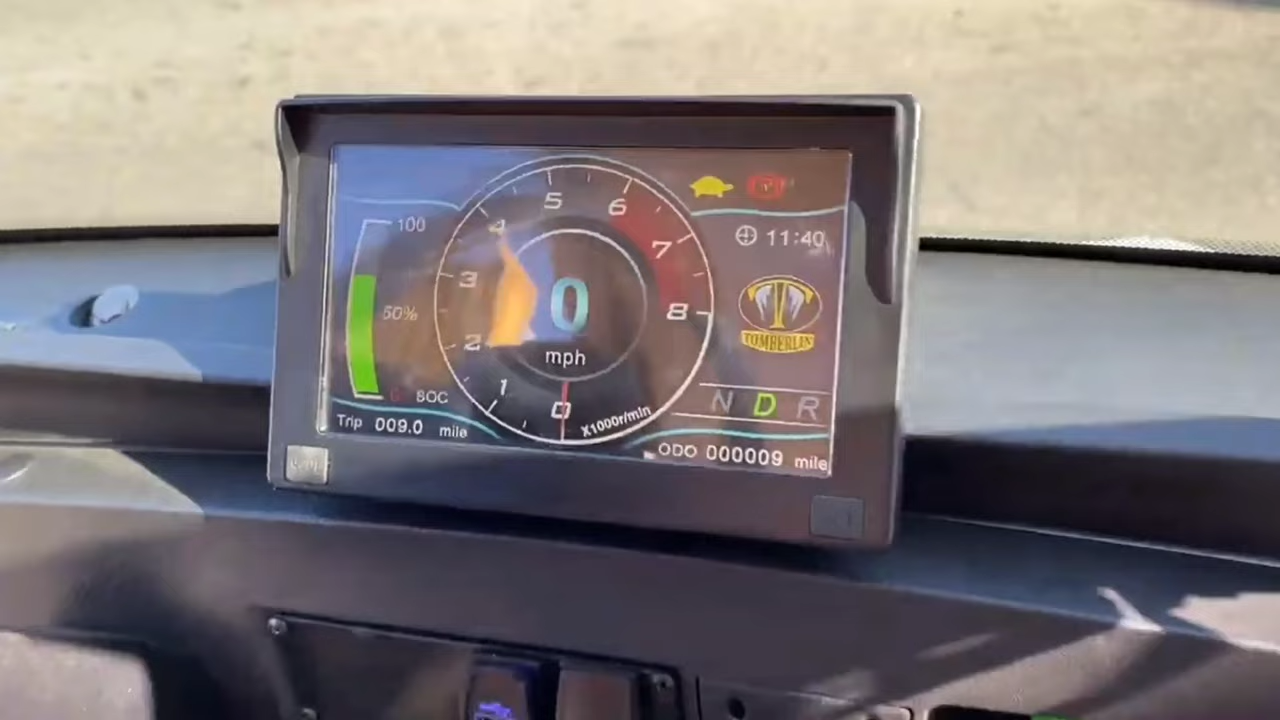 100
50%
SOC
Trip 009.0 mile
0
1
2
3
4
5
6
7
8
0
mph
X1000r/min
11:40
TOMBERLIN
N D R
ODO 000009 mile